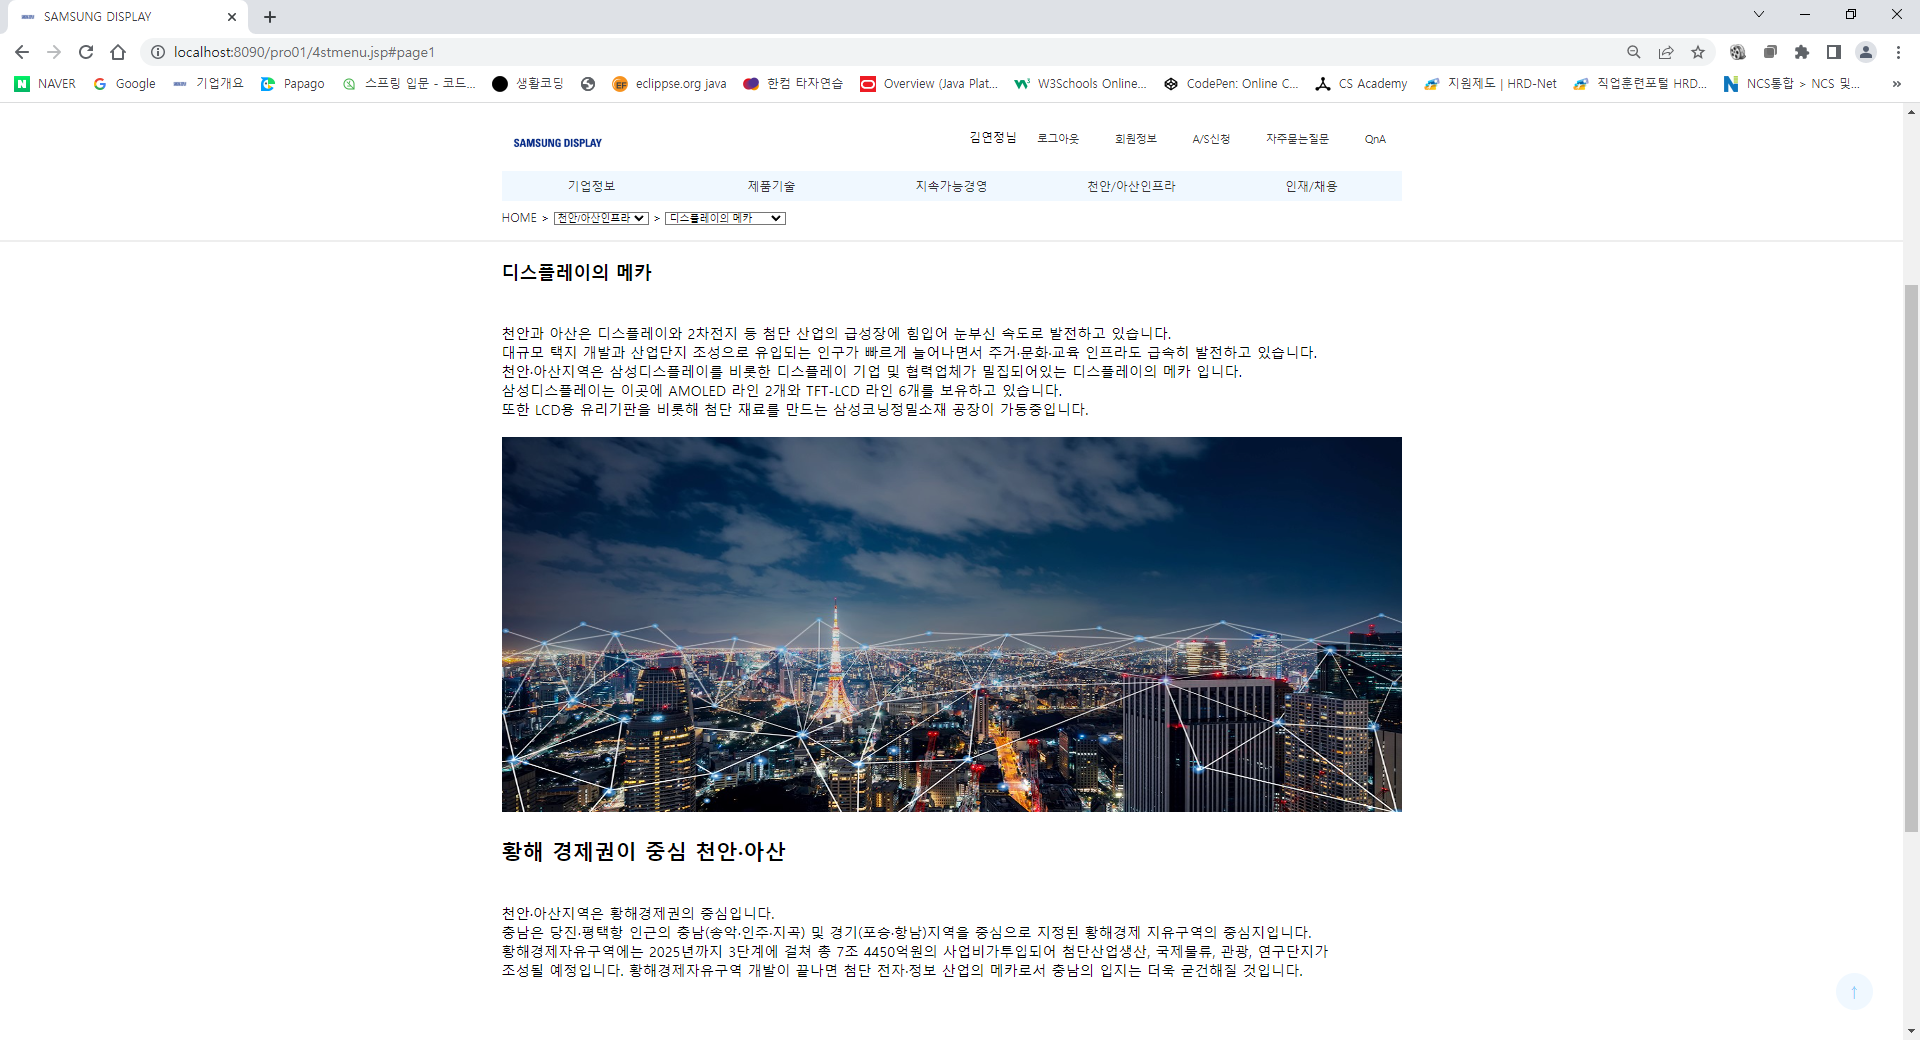 SAMSUNG DISPLAY
localhost:8090/pro01/4stmenu.jsp#page1
NAVER Google 기업개요 Papago 스프링 입문 - 코드... 생활코딩 eclippse.org java 한컴 타자연습 Overview (Java Plat... W3Schools Online... CodePen: Online C... CS Academy 지원제도 | HRD-Net 직업훈련포털 HRD... NCS통합 > NCS 및... »
SAMSUNG DISPLAY
김연정님 로그아웃 회원정보 A/S신청 자주묻는질문 QnA
기업정보 제품기술 지속가능경영 천안/아산인프라 인재/채용
HOME > 천안/아산인프라 > 디스플레이의 메카
디스플레이의 메카
천안과 아산은 디스플레이와 2차전지 등 첨단 산업의 급성장에 힘입어 눈부신 속도로 발전하고 있습니다.
대규모 택지 개발과 산업단지 조성으로 유입되는 인구가 빠르게 늘어나면서 주거·문화·교육 인프라도 급속히 발전하고 있습니다.
천안·아산지역은 삼성디스플레이를 비롯한 디스플레이 기업 및 협력업체가 밀집되어있는 디스플레이의 메카 입니다.
삼성디스플레이는 이곳에 AMOLED 라인 2개와 TFT-LCD 라인 6개를 보유하고 있습니다.
또한 LCD용 유리기판을 비롯해 첨단 재료를 만드는 삼성코닝정밀소재 공장이 가동중입니다.
황해 경제권이 중심 천안·아산
천안·아산지역은 황해경제권의 중심입니다.
충남은 당진·평택항 인근의 충남(송악·인주·지곡) 및 경기(포승·향남)지역을 중심으로 지정된 황해경제 자유구역의 중심지입니다.
황해경제자유구역에는 2025년까지 3단계에 걸쳐 총 7조 4450억원의 사업비가투입되어 첨단산업생산, 국제물류, 관광, 연구단지가
조성될 예정입니다. 황해경제자유구역 개발이 끝나면 첨단 전자·정보 산업의 메카로서 충남의 입지는 더욱 굳건해질 것입니다.
↑